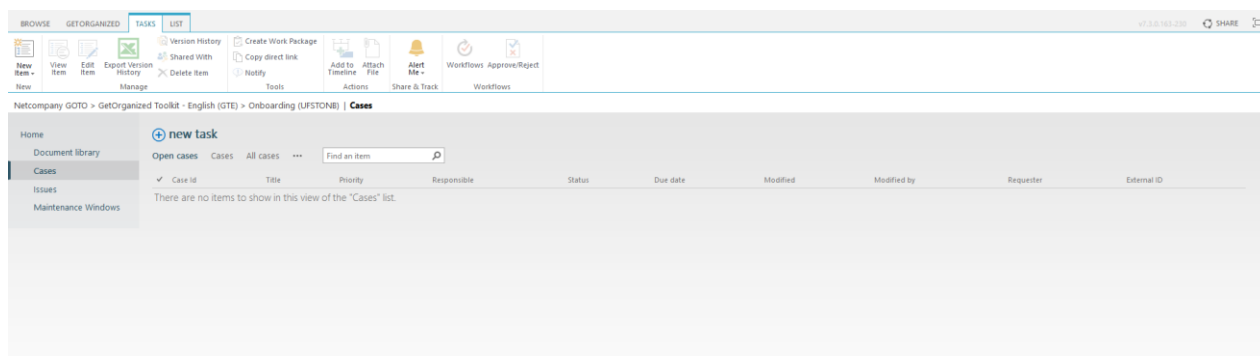 BROWSE GETORGANIZED TASKS LIST v7.3.0.163-230 SHARE
New Item View Item Edit Item Export Version History Version History Shared With Delete Item
Create Work Package Copy direct link Notify
Add to Timeline Attach File Alert Me Workflows Approve/Reject
New Manage Tools Actions Share & Track Workflows
Netcompany GOTO > GetOrganized Toolkit - English (GTE) > Onboarding (UFSTONB) | Cases
Home
Document library
Cases
Issues
Maintenance Windows
new task
Open cases Cases All cases ••• Find an item
Case Id Title Priority Responsible Status Due date Modified Modified by Requester External ID
There are no items to show in this view of the "Cases" list.